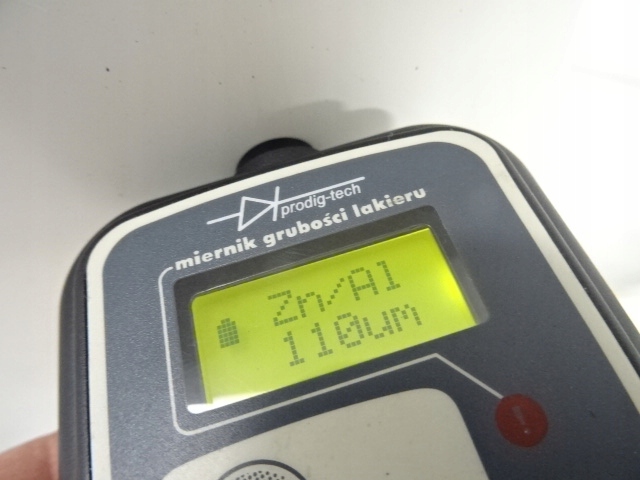 prodig-tech
miernik grubości lakieru
Zn/Al
110um
!